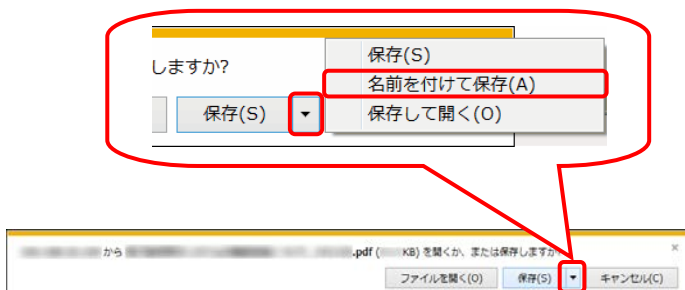 しますか?
保存(S)
保存(S)
名前を付けて保存(A)
保存して開く(O)
から .pdf ( KB) を開くか、または保存しますか
×
ファイルを開く(O) 保存(S) キャンセル(C)